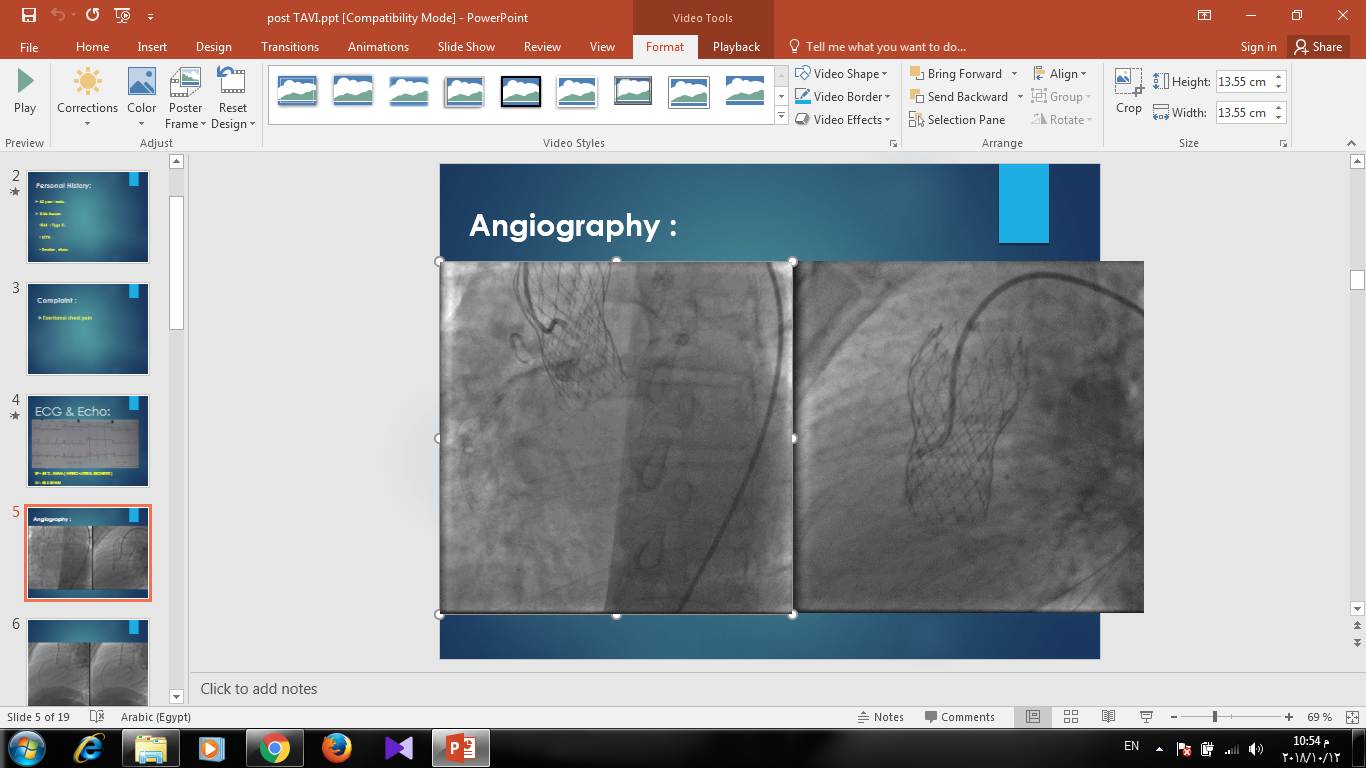 post TAVI.ppt [Compatibility Mode] - PowerPoint
Video Tools
File
Home
Insert
Design
Transitions
Animations
Slide Show
Review
View
Format
Playback
Tell me what you want to do...
Sign in
Share
Play
Corrections
Color
Poster Frame
Reset Design
Video Shape
Video Border
Video Effects
Bring Forward
Send Backward
Selection Pane
Align
Group
Rotate
Crop
Height: 13.55 cm
Width: 13.55 cm
Preview
Adjust
Video Styles
Arrange
Size
2
Personal History:
3
Complaint :
Exertional chest pain
4
ECG & Echo:
5
Angiography :
6
Angiography :
Click to add notes
Slide 5 of 19
Arabic (Egypt)
Notes
Comments
69 %
EN
10:54 م
٢٠١٨/١٠/١٢